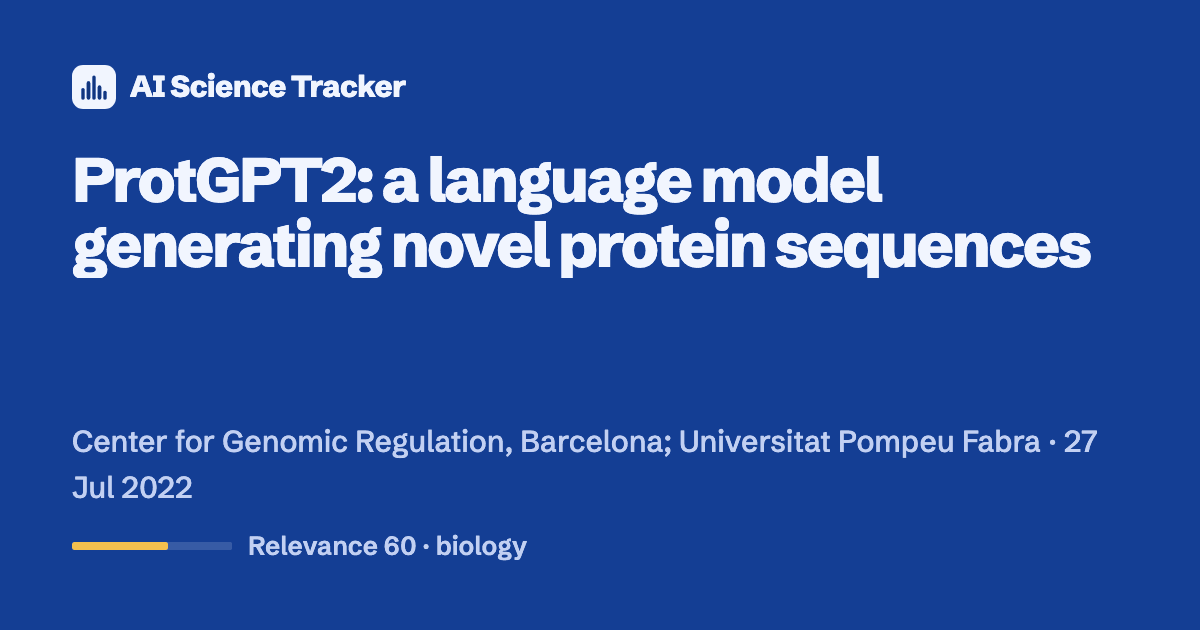 AI Science Tracker
ProtGPT2: a language model
generating novel protein sequences
Center for Genomic Regulation, Barcelona; Universitat Pompeu Fabra · 27
Jul 2022
Relevance 60 · biology